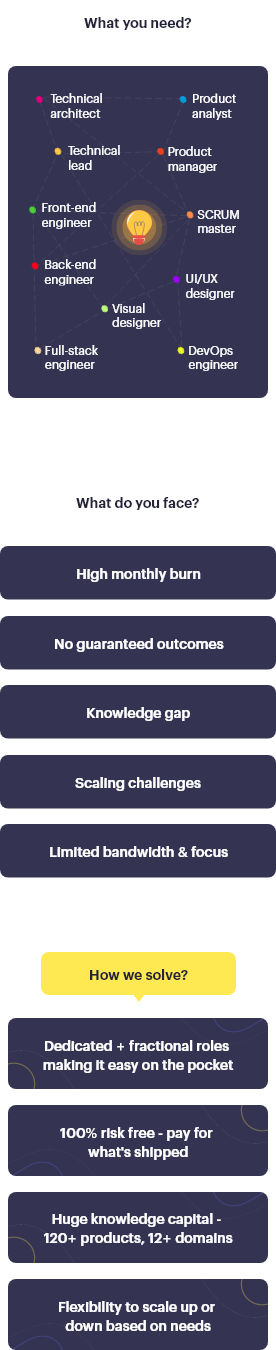 What you need?
Technical
architect
Product
analyst
Technical
lead
Product
manager
Front-end
engineer
SCRUM
master
Back-end
engineer
UI/UX
designer
Visual
designer
Full-stack
engineer
DevOps
engineer
What do you face?
High monthly burn
No guaranteed outcomes
Knowledge gap
Scaling challenges
Limited bandwidth & focus
How we solve?
Dedicated + fractional roles
making it easy on the pocket
100% risk free - pay for
what's shipped
Huge knowledge capital -
120+ products, 12+ domains
Flexibility to scale up or
down based on needs